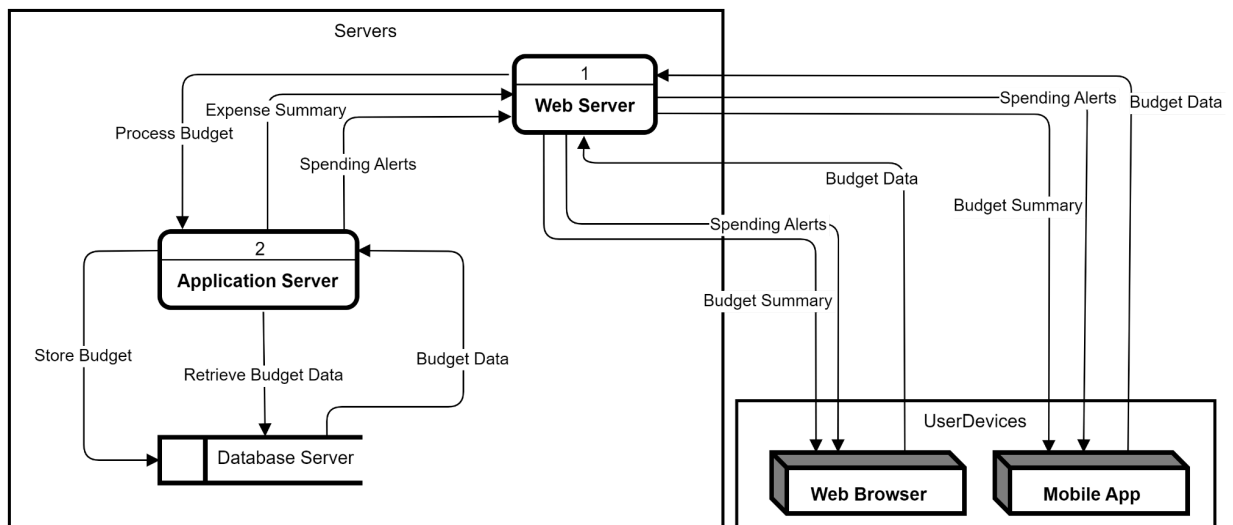 Servers
1
Web Server
Expense Summary
Spending Alerts
Budget Data
Process Budget
Spending Alerts
Budget Data
Budget Summary
Spending Alerts
2
Application Server
Budget Summary
Store Budget
Budget Data
Retrieve Budget Data
UserDevices
Database Server
Web Browser
Mobile App